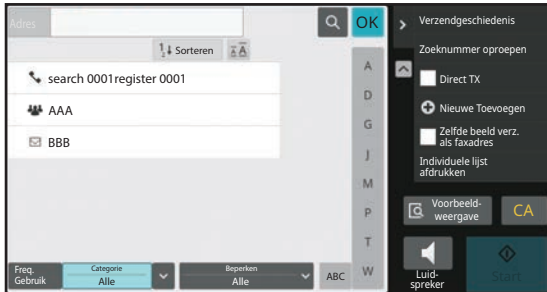 Adres
OK
Sorteren
search 0001register 0001
AAA
BBB
A
D
G
J
M
P
T
W
Freq.
Gebruik
Categorie
Alle
Beperken
Alle
ABC
Verzendgeschiedenis
Zoeknummer oproepen
Direct TX
Nieuwe Toevoegen
Zelfde beeld verz.
als faxadres
Individuele lijst
afdrukken
Voorbeeld-
weergave
CA
Luid-
spreker
Start